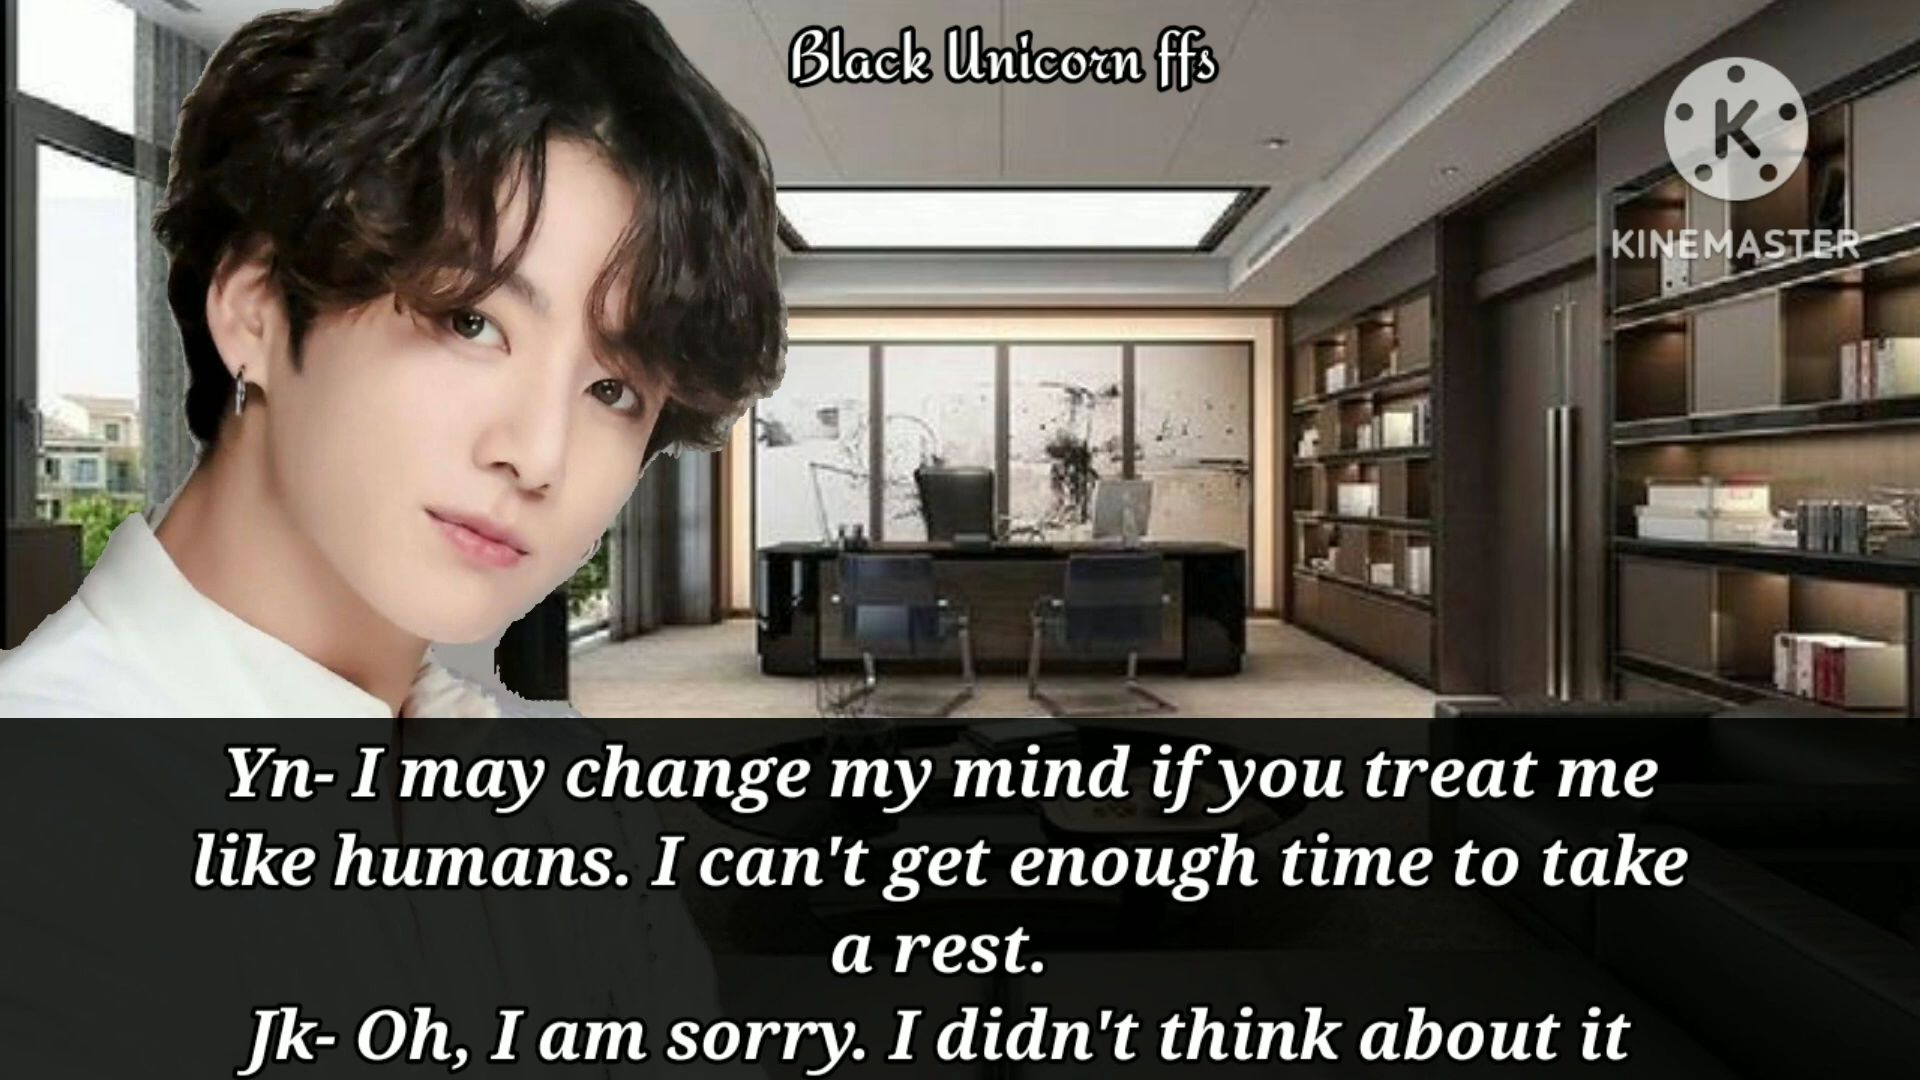 Black Unicorn ffs
KINEMASTER
Yn- I may change my mind if you treat me
like humans. I can't get enough time to take
a rest.
Jk- Oh, I am sorry. I didn't think about it